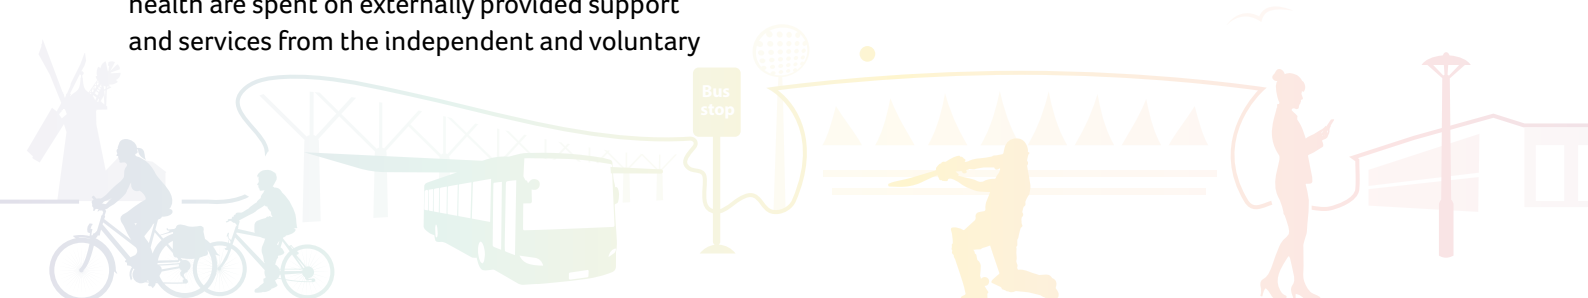 health are spent on externally provided support
and services from the independent and voluntary
Bus
stop